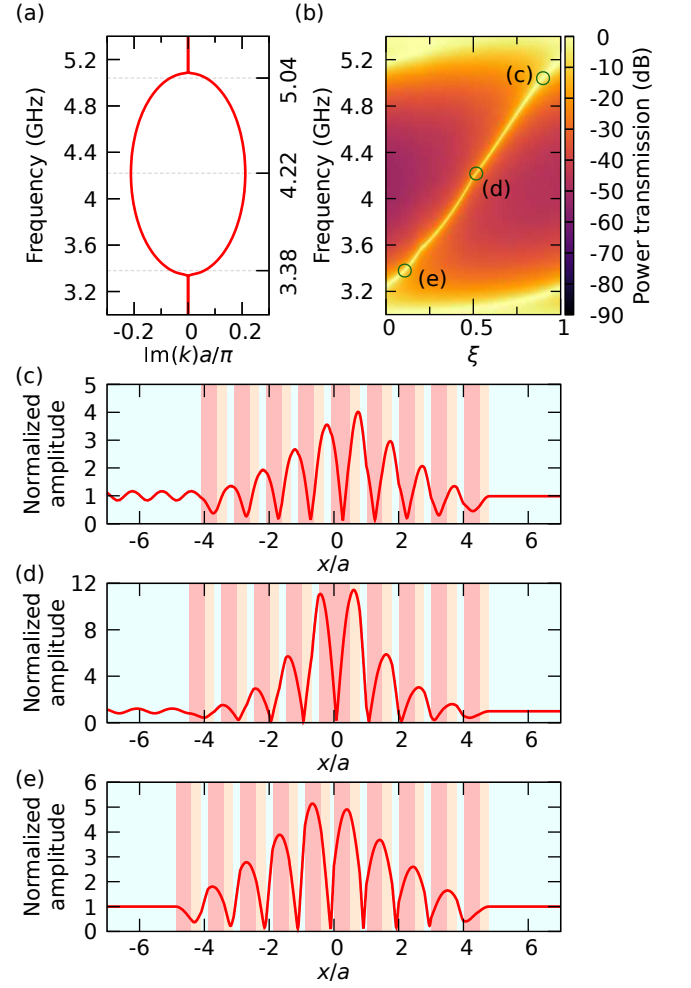 (a)
(b)
Frequency (GHz)
5.2
4.8
4.4
4
3.6
3.2
5.04
4.22
3.38
-0.2
0
0.2
Im(k)a/π
Frequency (GHz)
5.2
4.8
4.4
4
3.6
3.2
(c)
(d)
(e)
0
0.5
1
ξ
0
-10
-20
-30
-40
-50
-60
-70
-80
-90
Power transmission (dB)
(c)
Normalized
amplitude
5
4
3
2
1
0
-6 -4 -2 0 2 4 6
x/a
(d)
Normalized
amplitude
12
8
4
1
0
-6 -4 -2 0 2 4 6
x/a
(e)
Normalized
amplitude
6
5
4
3
2
1
0
-6 -4 -2 0 2 4 6
x/a